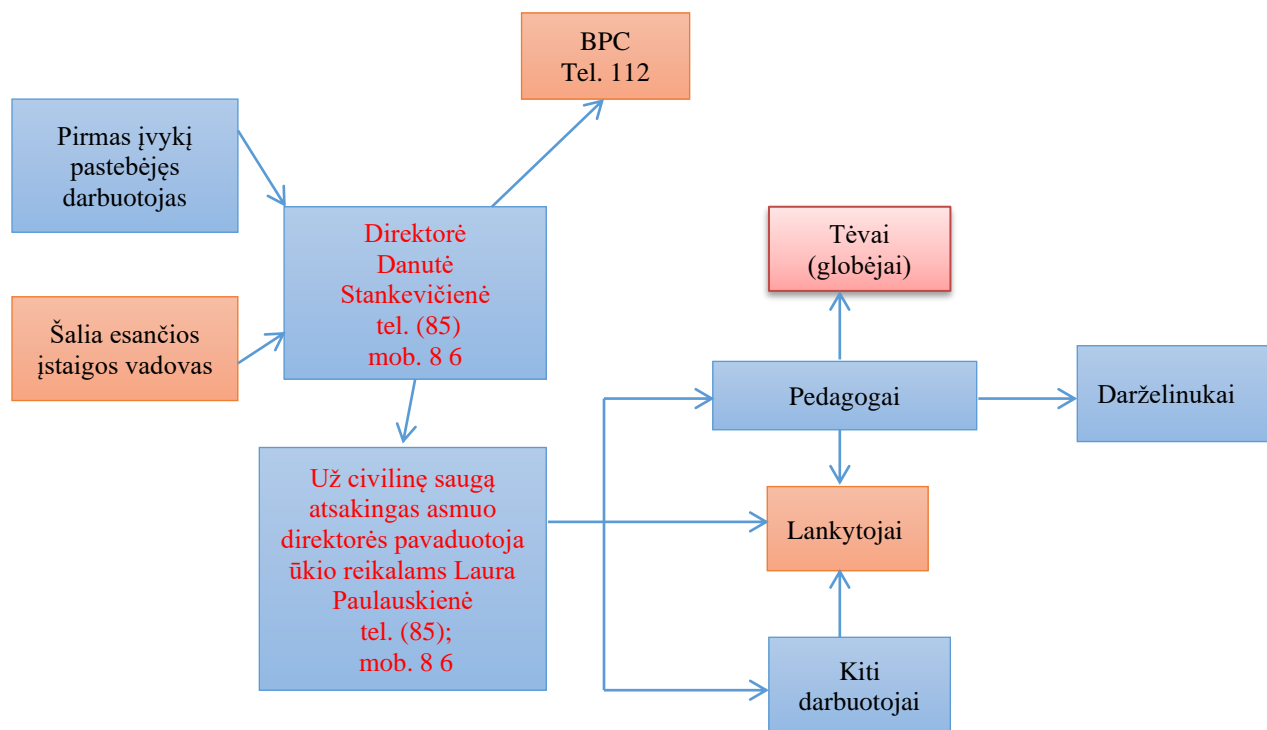 BPC
Tel. 112
Pirmas įvykį
pastebėjęs
darbuotojas
Direktorė
Danutė
Stankevičienė
tel. (85)
mob. 8 6
Šalia esančios
įstaigos vadovas
Tėvai
(globėjai)
Pedagogai
Darželinukai
Už civilinę saugą
atsakingas asmuo
direktorės pavaduotoja
ūkio reikalams Laura
Paulauskienė
tel. (85);
mob. 8 6
Lankytojai
Kiti
darbuotojai